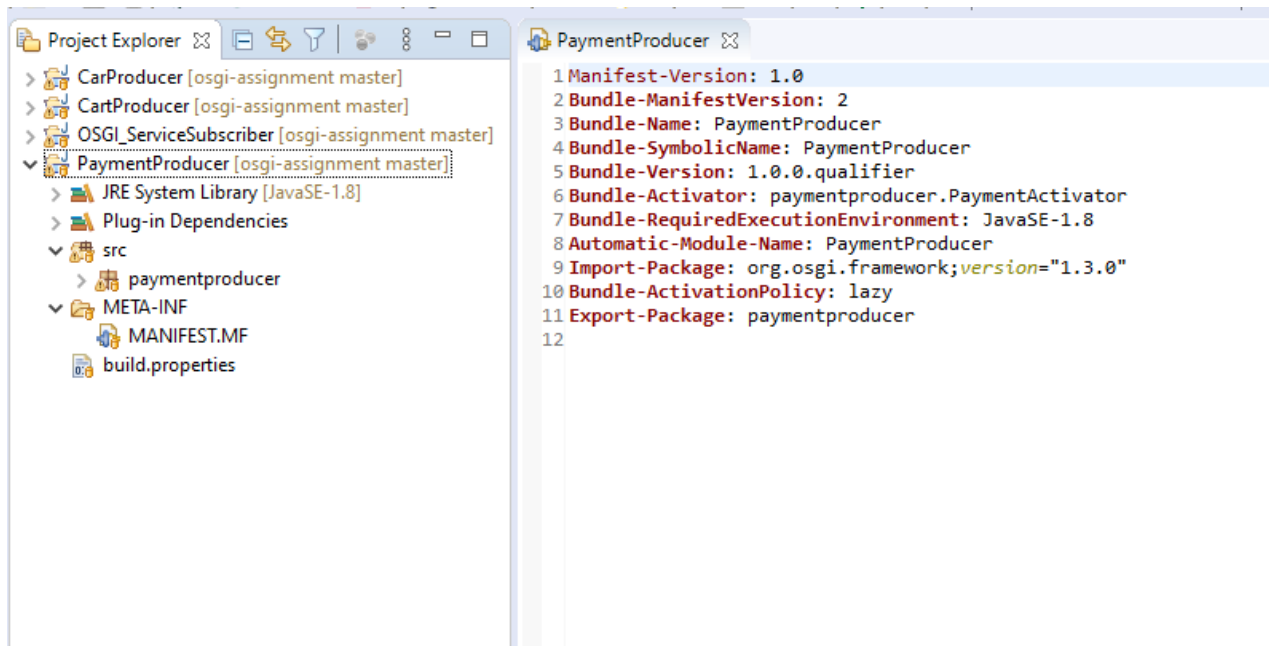 Project Explorer
CarProducer [osgi-assignment master]
CartProducer [osgi-assignment master]
OSGI_ServiceSubscriber [osgi-assignment master]
PaymentProducer [osgi-assignment master]
JRE System Library [JavaSE-1.8]
Plug-in Dependencies
src
paymentproducer
META-INF
MANIFEST.MF
build.properties
PaymentProducer
1 Manifest-Version: 1.0
2 Bundle-ManifestVersion: 2
3 Bundle-Name: PaymentProducer
4 Bundle-SymbolicName: PaymentProducer
5 Bundle-Version: 1.0.0.qualifier
6 Bundle-Activator: paymentproducer.PaymentActivator
7 Bundle-RequiredExecutionEnvironment: JavaSE-1.8
8 Automatic-Module-Name: PaymentProducer
9 Import-Package: org.osgi.framework;version="1.3.0"
10 Bundle-ActivationPolicy: lazy
11 Export-Package: paymentproducer
12